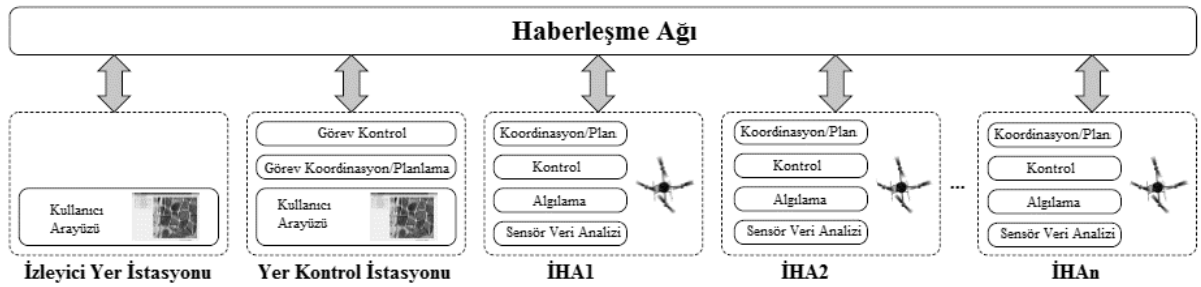 Haberleşme Ağı
Görev Kontrol
Görev Koordinasyon/Planlama
Kullanıcı
Arayüzü
Kullanıcı
Arayüzü
Koordinasyon/Plan
Kontrol
Algılama
Sensör Veri Analizi
Koordinasyon/Plan
Kontrol
Algılama
Sensör Veri Analizi
...
Koordinasyon/Plan
Kontrol
Algılama
Sensör Veri Analizi
İzleyici Yer İstasyonu
Yer Kontrol İstasyonu
İHA1
İHA2
İHAn